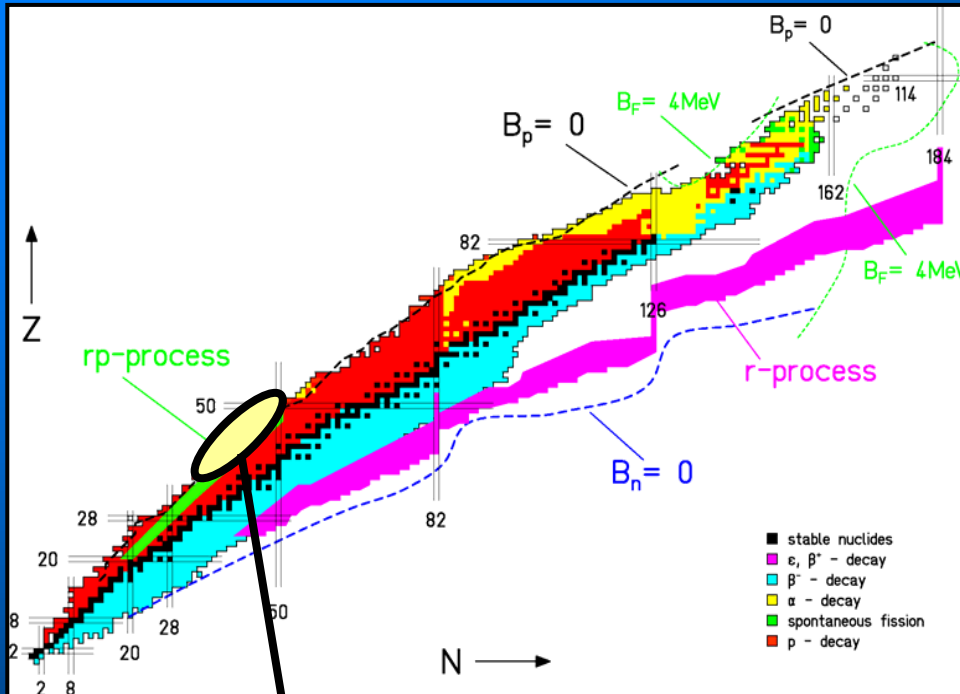 B_p= 0
B_F= 4MeV
114
B_p= 0
184
162
82
B_F= 4MeV
126
Z
rp-process
r-process
50
B_n= 0
28
82
20
50
28
8
2
20
2 8
N
stable nuclides
ε, β⁺ - decay
β⁻ - decay
α - decay
spontaneous fission
p - decay